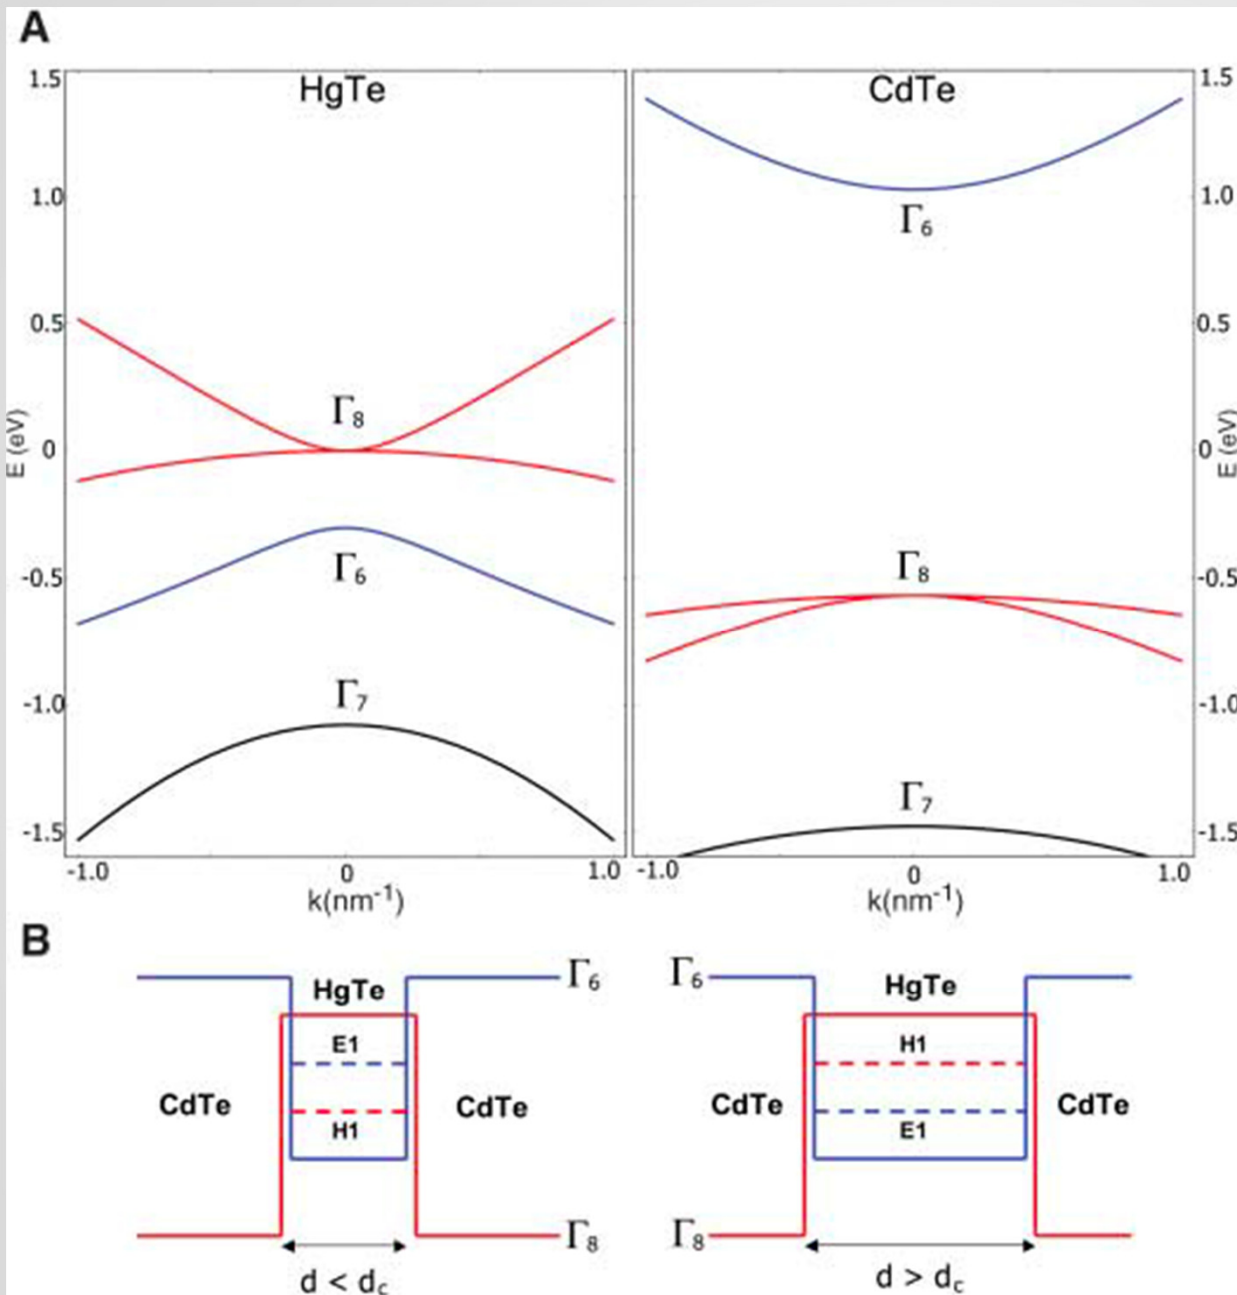 A
HgTe
CdTe
1.5
1.0
0.5
0
-0.5
-1.0
-1.5
E (eV)
Γ8
Γ6
Γ7
-1.0
0
1.0
k(nm⁻¹)
Γ6
Γ8
Γ7
-1.0
0
1.0
k(nm⁻¹)
1.5
1.0
0.5
0
-0.5
-1.0
-1.5
E (eV)
B
HgTe
E1
H1
CdTe
CdTe
Γ6
Γ8
d < dc
Γ6
HgTe
H1
E1
CdTe
CdTe
Γ8
d > dc